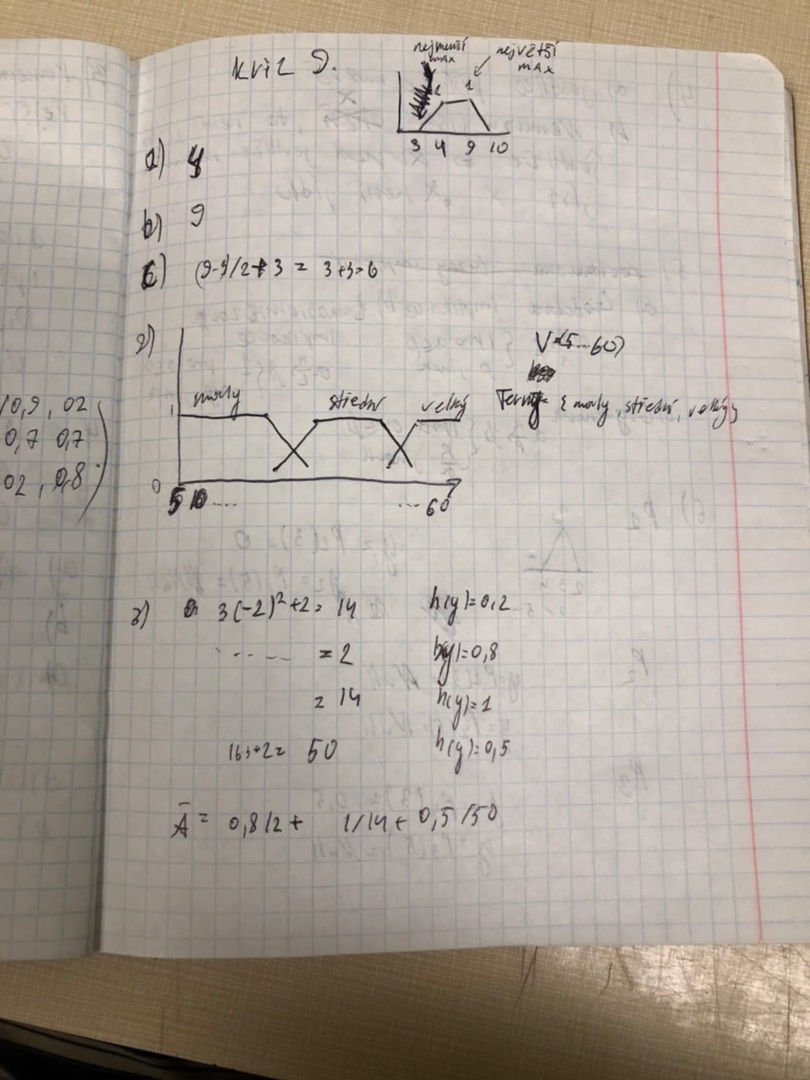 kvíz 9.
nejmenší max
největší max
1 1
3 4 9 10
a) 4
b) 9
c) (9-3)/2+3 = 3+3=6
2)
V=<5...60>
malý střední velký
Termy= {malý, střední, velký}
1
0
5 10 .... ... 60
10,9 , 02
0,7 0,7
02 , 0,8
3) 3(-2)²+2= 14 h(y)=0,2
..... = 2 h(y)=0,8
= 14 h(y)=1
16·3+2= 50 h(y)=0,5
Ā = 0,8/2 + 1/14 + 0,5/50